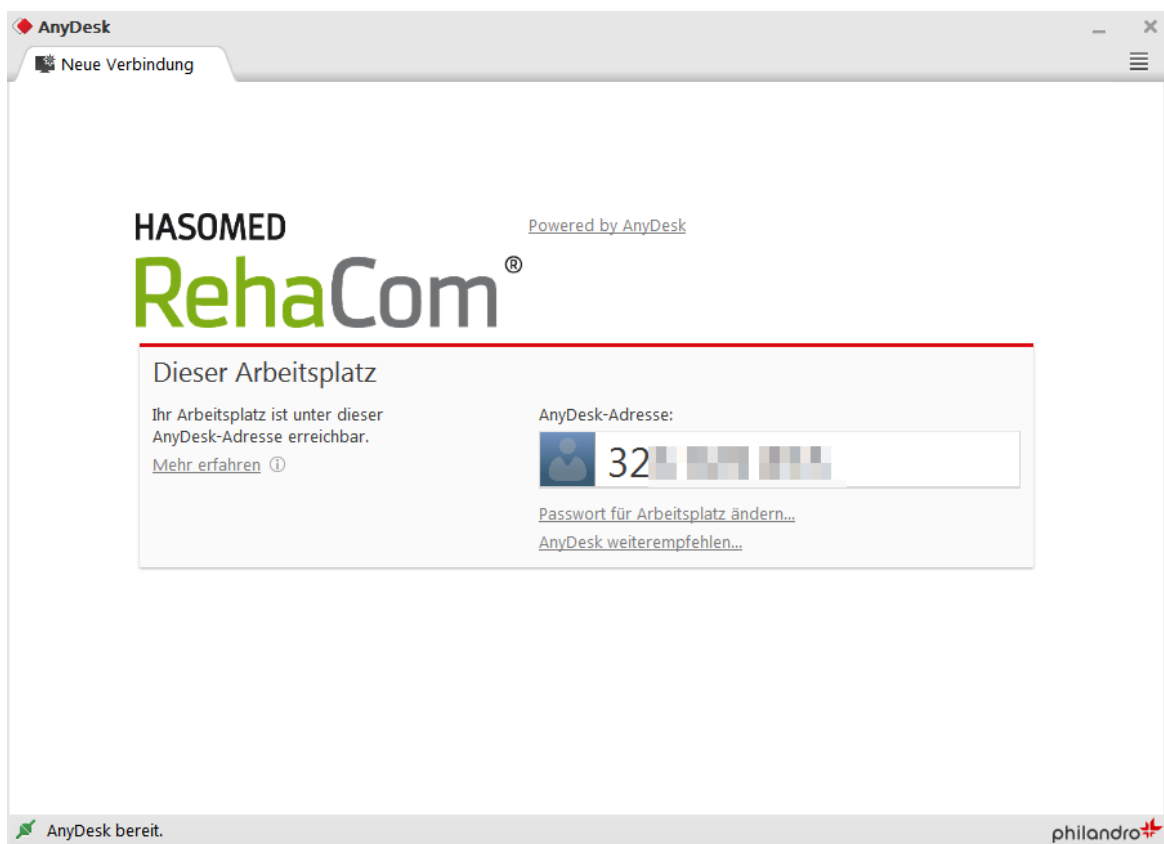 AnyDesk
Neue Verbindung
HASOMED
Powered by AnyDesk
RehaCom®
Dieser Arbeitsplatz
Ihr Arbeitsplatz ist unter dieser
AnyDesk-Adresse erreichbar.
Mehr erfahren
AnyDesk-Adresse:
32
Passwort für Arbeitsplatz ändern...
AnyDesk weiterempfehlen...
AnyDesk bereit.
philandro